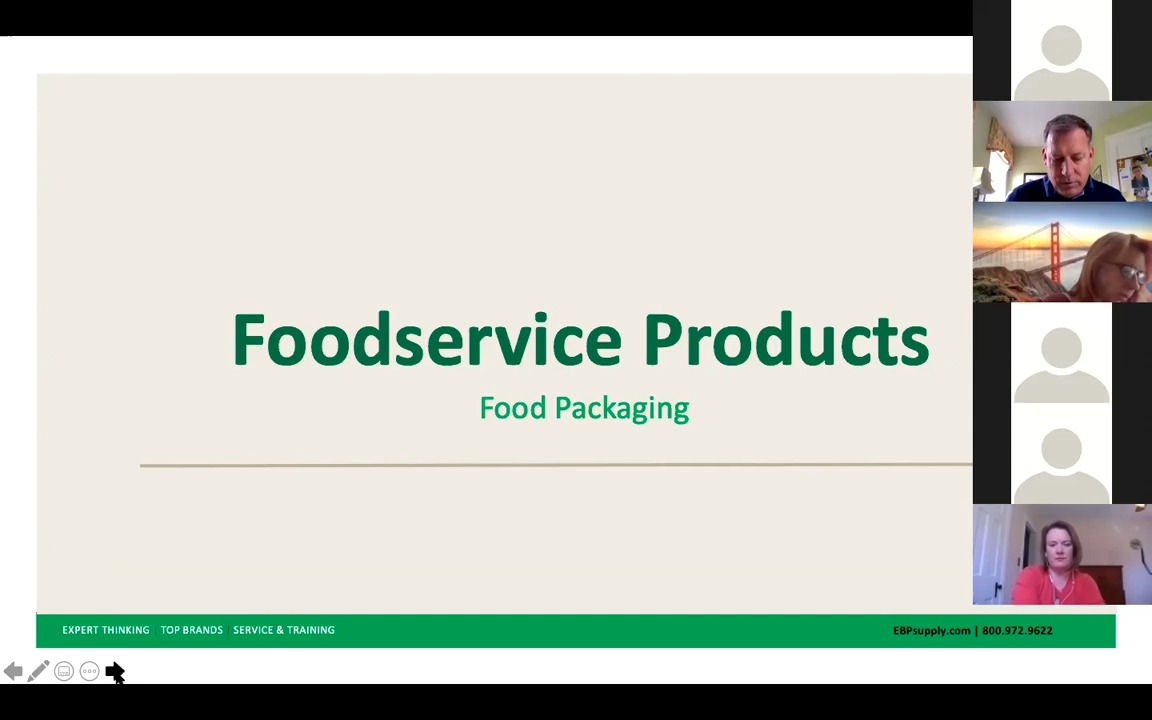 Foodservice Products
Food Packaging
EXPERT THINKING | TOP BRANDS | SERVICE & TRAINING
EBPsupply.com | 800.972.9622